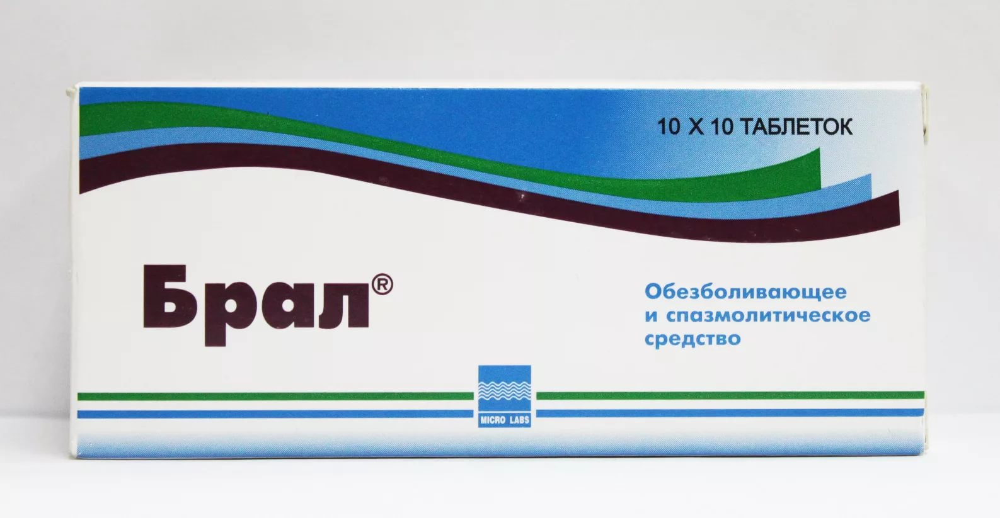 10 X 10 ТАБЛЕТОК
Брал®
Обезболивающее
и спазмолитическое
средство
MICRO LABS